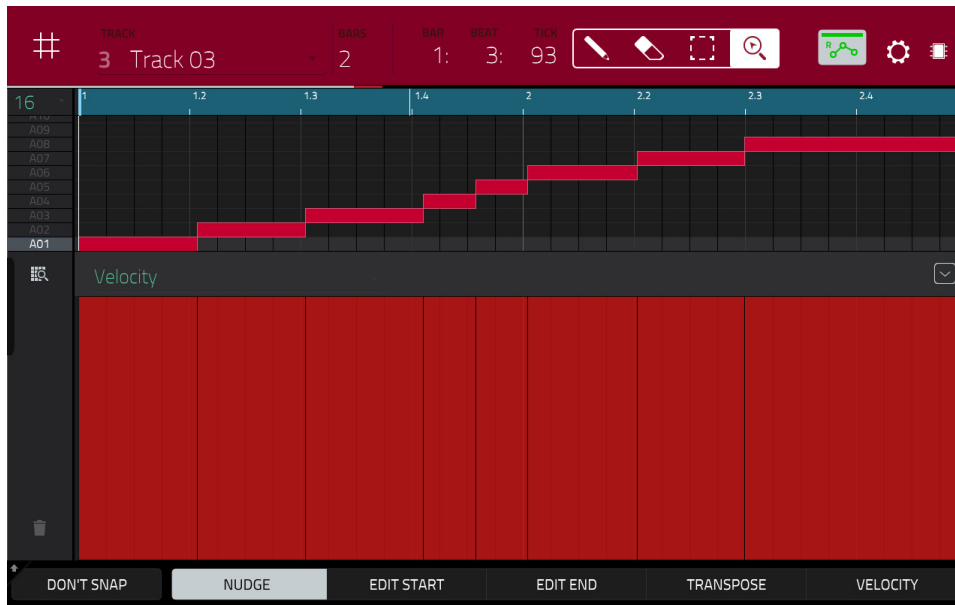 TRACK BARS BAR BEAT TICK
3 Track 03 2 1: 3: 93
R
16 1 1.2 1.3 1.4 2 2.2 2.3 2.4
A10
A09
A08
A07
A06
A05
A04
A03
A02
A01
Velocity
DON'T SNAP NUDGE EDIT START EDIT END TRANSPOSE VELOCITY